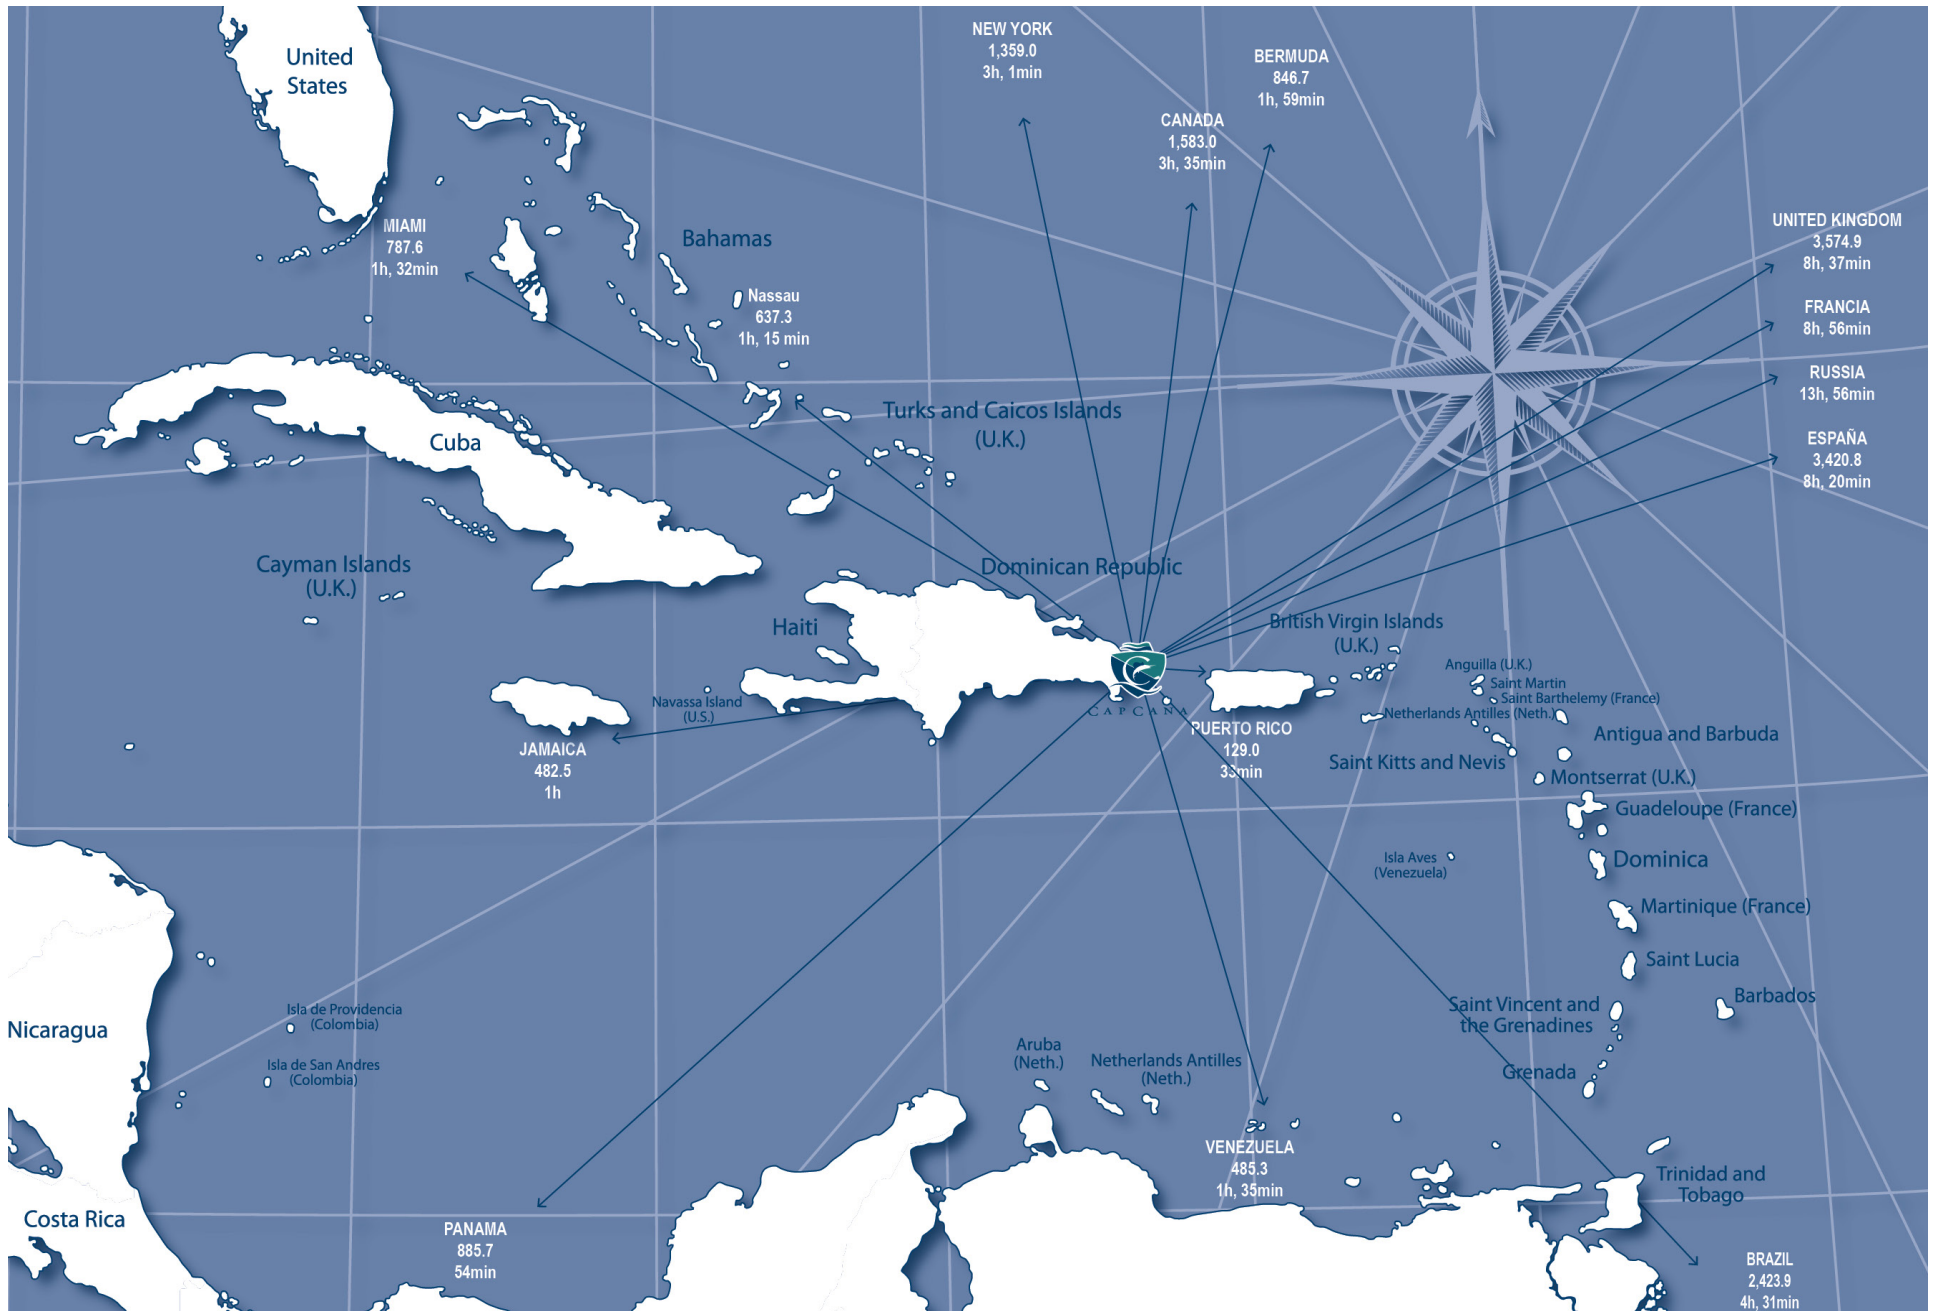 NEW YORK
1,359.0
3h, 1min
BERMUDA
846.7
1h, 59min
United
States
CANADA
1,583.0
3h, 35min
MIAMI
787.6
1h, 32min
Bahamas
UNITED KINGDOM
3,574.9
8h, 37min
Nassau
637.3
1h, 15 min
FRANCIA
8h, 56min
RUSSIA
13h, 56min
Turks and Caicos Islands
(U.K.)
Cuba
ESPAÑA
3,420.8
8h, 20min
Cayman Islands
(U.K.)
Dominican Republic
Haiti
British Virgin Islands
(U.K.)
Anguilla (U.K.)
Saint Martin
Saint Barthelemy (France)
Navassa Island
(U.S.)
CAPCANA
Netherlands Antilles (Neth.)
PUERTO RICO
129.0
33min
Antigua and Barbuda
JAMAICA
482.5
1h
Saint Kitts and Nevis
Montserrat (U.K.)
Guadeloupe (France)
Isla Aves
(Venezuela)
Dominica
Martinique (France)
Saint Lucia
Barbados
Saint Vincent and
the Grenadines
Isla de Providencia
(Colombia)
Nicaragua
Isla de San Andres
(Colombia)
Aruba
(Neth.)
Netherlands Antilles
(Neth.)
Grenada
VENEZUELA
485.3
1h, 35min
Trinidad and
Tobago
Costa Rica
PANAMA
885.7
54min
BRAZIL
2,423.9
4h, 31min